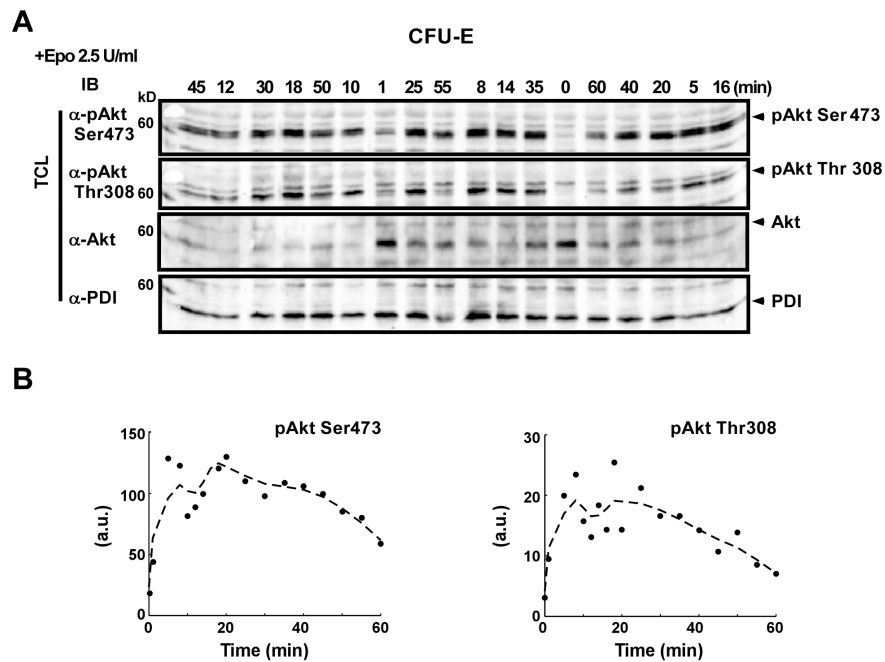 A
CFU-E
+Epo 2.5 U/ml
IB
45 12 30 18 50 10 1 25 55 8 14 35 0 60 40 20 5 16 (min)
kD
TCL
α-pAkt
Ser473
60
pAkt Ser 473
α-pAkt
Thr308
60
pAkt Thr 308
α-Akt
60
Akt
α-PDI
60
PDI
B
pAkt Ser473
150
100
50
0
(a.u.)
0 20 40 60
Time (min)
pAkt Thr308
30
20
10
0
(a.u.)
0 20 40 60
Time (min)